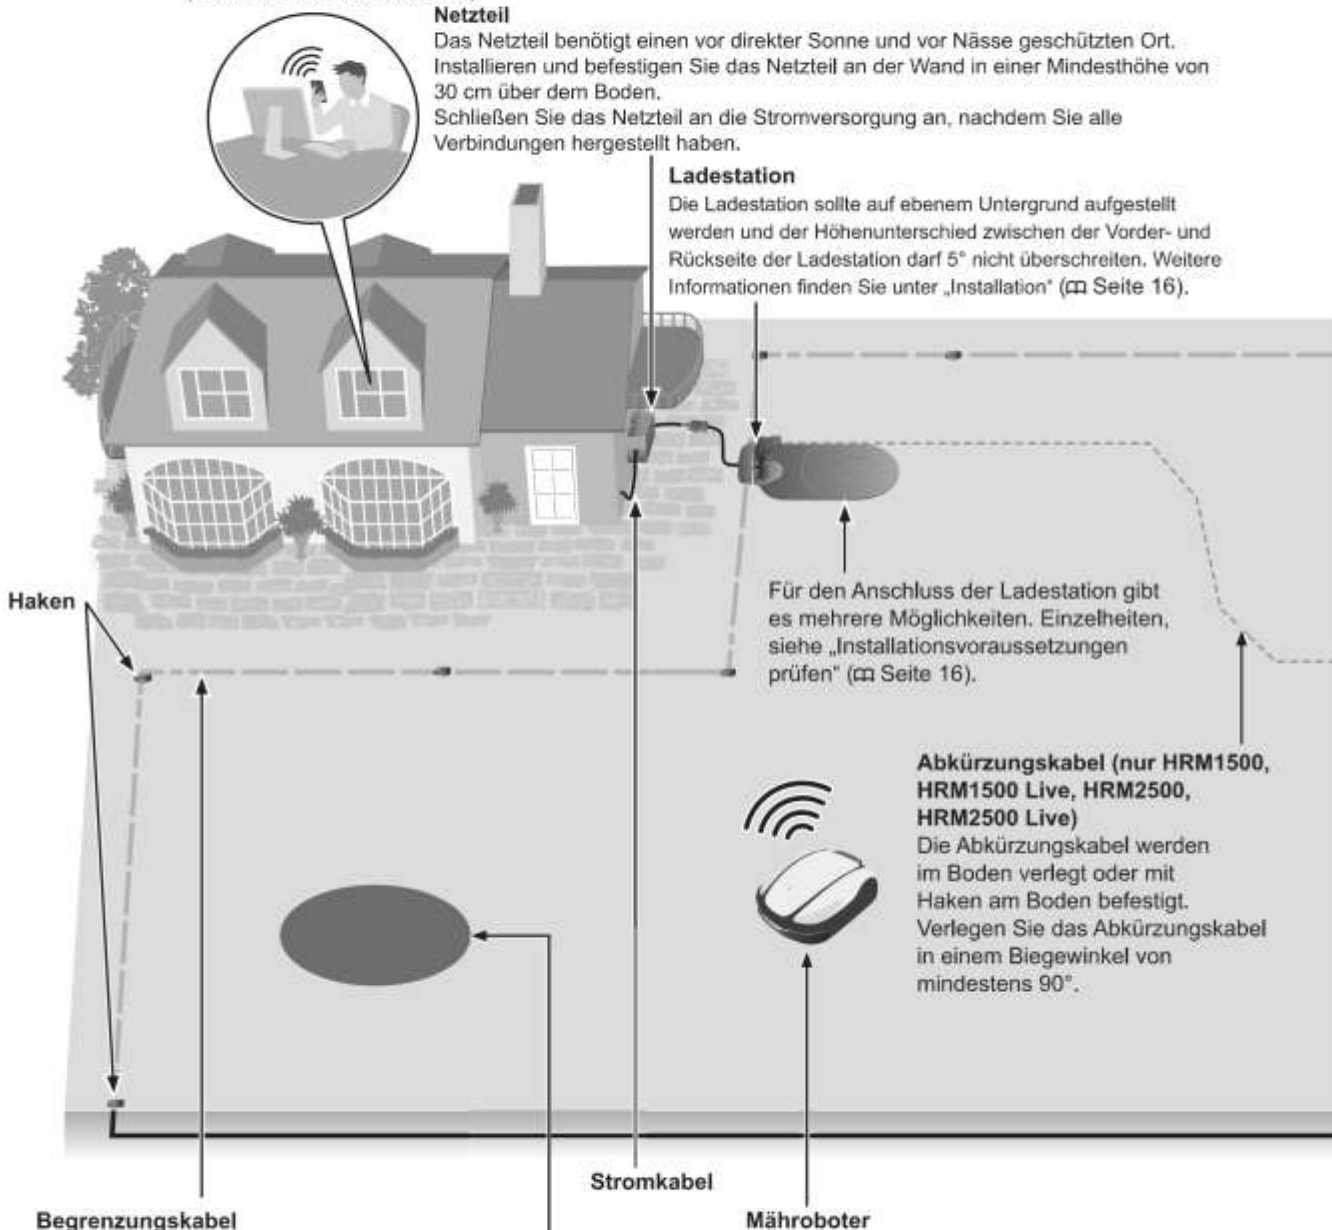 Netzteil
Das Netzteil benötigt einen vor direkter Sonne und vor Nässe geschützten Ort.
Installieren und befestigen Sie das Netzteil an der Wand in einer Mindesthöhe von
30 cm über dem Boden.
Schließen Sie das Netzteil an die Stromversorgung an, nachdem Sie alle
Verbindungen hergestellt haben.
Ladestation
Die Ladestation sollte auf ebenem Untergrund aufgestellt
werden und der Höhenunterschied zwischen der Vorder- und
Rückseite der Ladestation darf 5° nicht überschreiten. Weitere
Informationen finden Sie unter „Installation“ (🕮 Seite 16).
Für den Anschluss der Ladestation gibt
es mehrere Möglichkeiten. Einzelheiten,
siehe „Installationsvoraussetzungen
prüfen“ (🕮 Seite 16).
Haken
Abkürzungskabel (nur HRM1500,
HRM1500 Live, HRM2500,
HRM2500 Live)
Die Abkürzungskabel werden
im Boden verlegt oder mit
Haken am Boden befestigt.
Verlegen Sie das Abkürzungskabel
in einem Biegewinkel von
mindestens 90°.
Stromkabel
Begrenzungskabel
Mähroboter